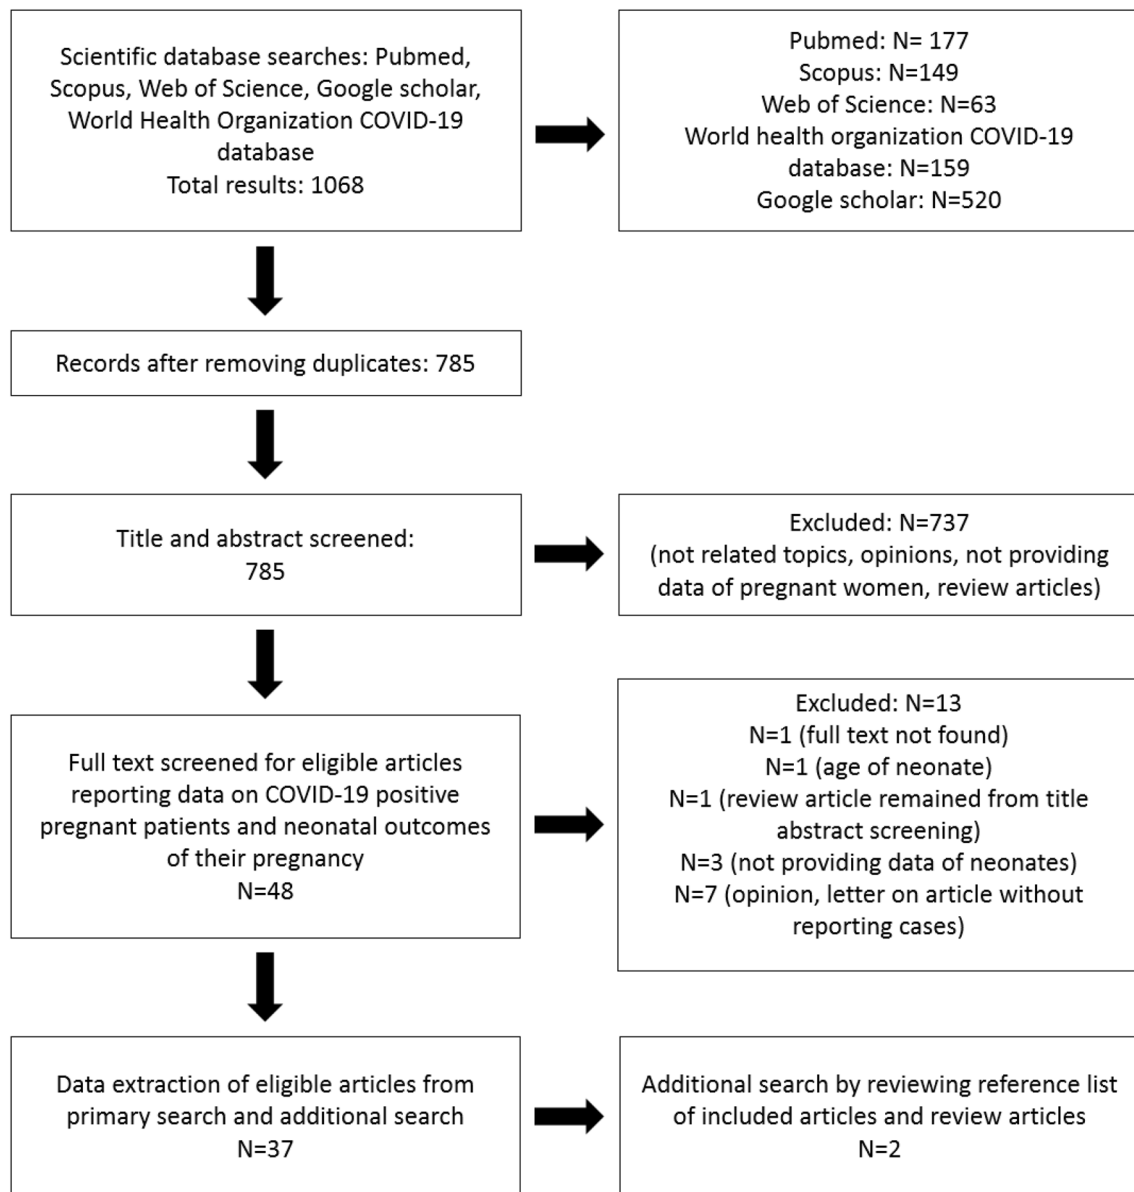 Scientific database searches: Pubmed,
Scopus, Web of Science, Google scholar,
World Health Organization COVID-19
database
Total results: 1068
Pubmed: N= 177
Scopus: N=149
Web of Science: N=63
World health organization COVID-19
database: N=159
Google scholar: N=520
Records after removing duplicates: 785
Title and abstract screened:
785
Excluded: N=737
(not related topics, opinions, not providing
data of pregnant women, review articles)
Full text screened for eligible articles
reporting data on COVID-19 positive
pregnant patients and neonatal outcomes
of their pregnancy
N=48
Excluded: N=13
N=1 (full text not found)
N=1 (age of neonate)
N=1 (review article remained from title
abstract screening)
N=3 (not providing data of neonates)
N=7 (opinion, letter on article without
reporting cases)
Data extraction of eligible articles from
primary search and additional search
N=37
Additional search by reviewing reference list
of included articles and review articles
N=2